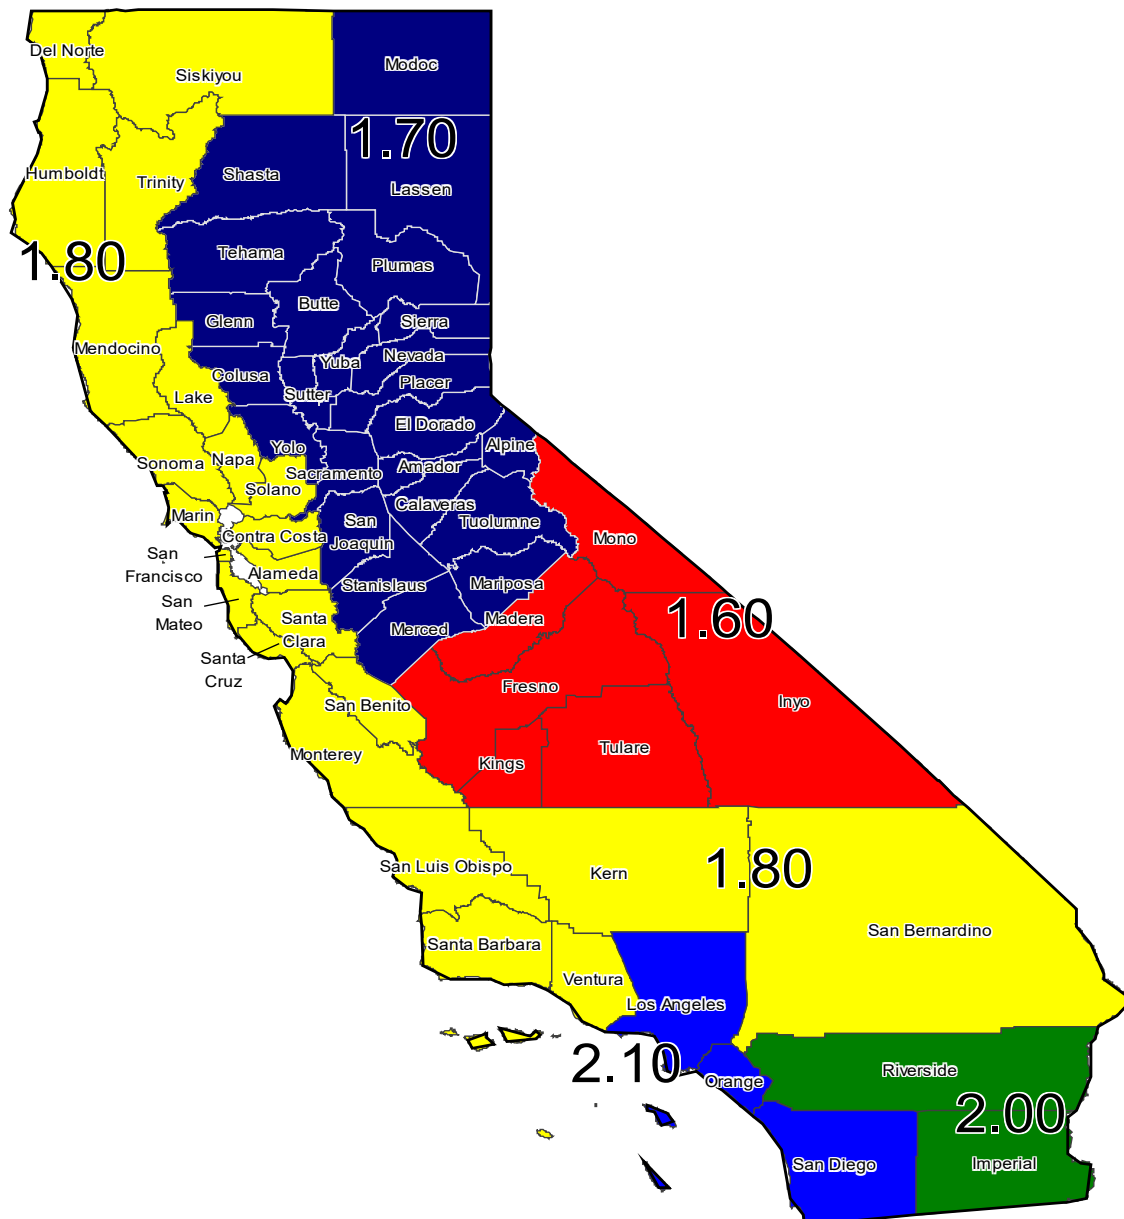 Del Norte
Siskiyou
Modoc
1.70
Shasta
Lassen
Humboldt
Trinity
1.80
Tehama
Plumas
Butte
Glenn
Sierra
Mendocino
Yuba
Nevada
Colusa
Placer
Lake
Sutter
El Dorado
Yolo
Alpine
Sonoma
Napa
Sacramento
Amador
Solano
Calaveras
Marin
San
Joaquin
Tuolumne
Contra Costa
Mono
San
Francisco
Alameda
Stanislaus
Mariposa
San
Mateo
Santa
Clara
Merced
Madera
1.60
Santa
Cruz
Fresno
Inyo
San Benito
Monterey
Kings
Tulare
San Luis Obispo
Kern
1.80
San Bernardino
Santa Barbara
Ventura
Los Angeles
2.10
Orange
Riverside
2.00
San Diego
Imperial